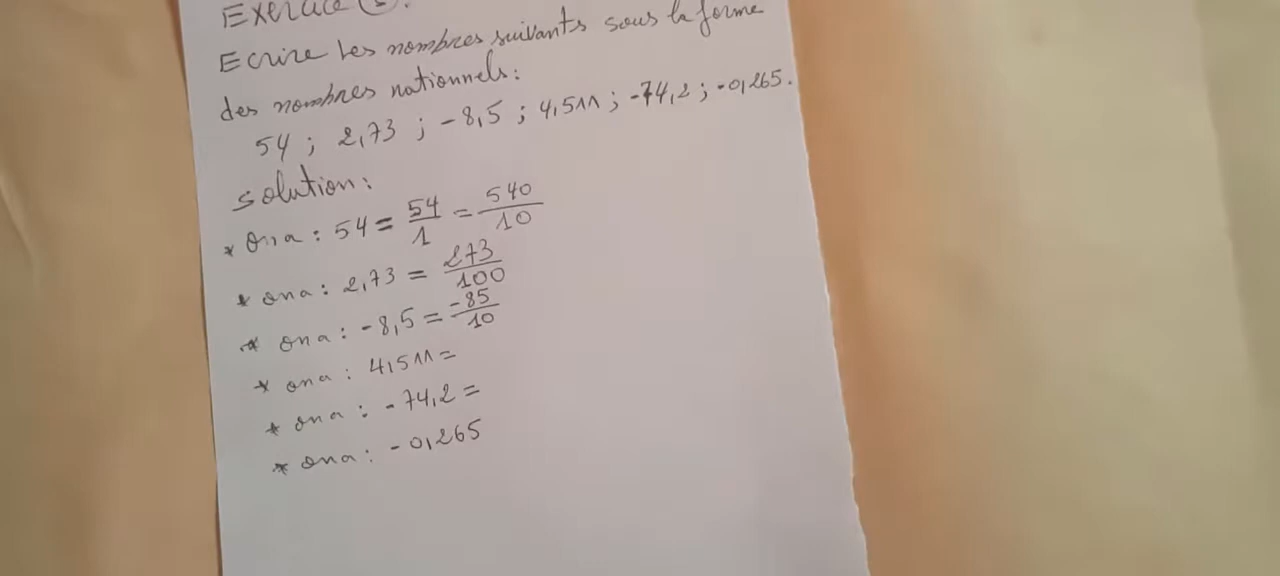 Exercice
Ecrire les nombres suivants sous la forme
des nombres rationnels:
54 ; 2,73 ; -8,5 ; 4,511 ; -74,2 ; -0,265.
solution:
* On a : 54 = 54/1 = 540/10
* on a : 2,73 = 273/100
* on a : -8,5 = -85/10
* on a : 4,511 =
* on a : -74,2 =
* on a : -0,265